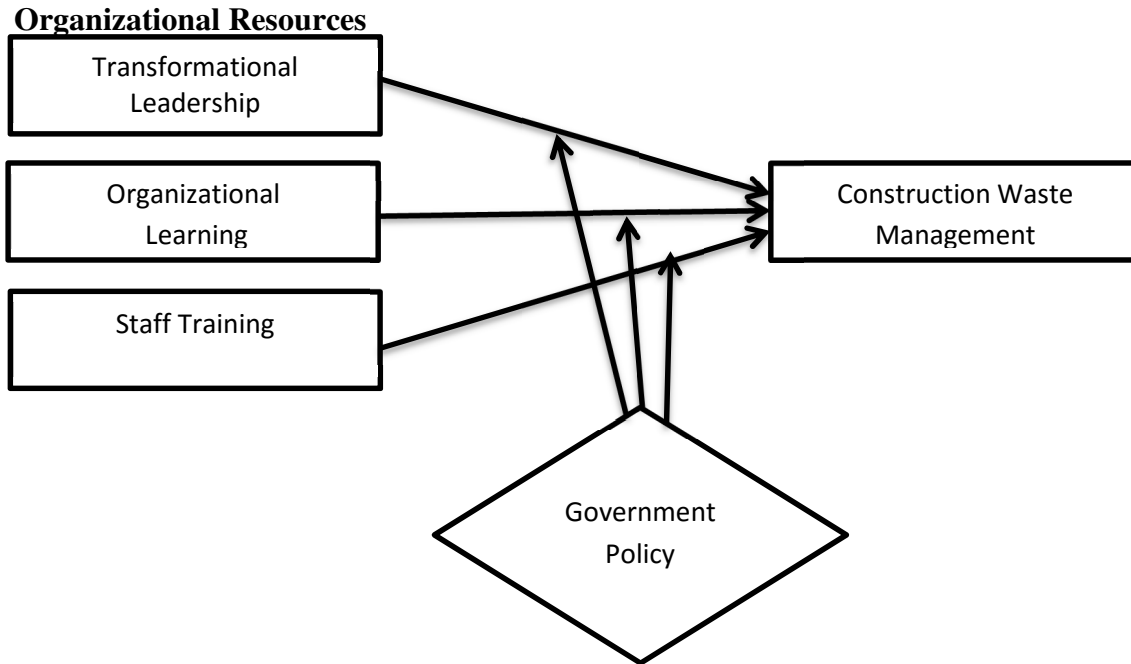 Organizational Resources
Transformational
Leadership
Organizational
Learning
Staff Training
Construction Waste
Management
Government
Policy